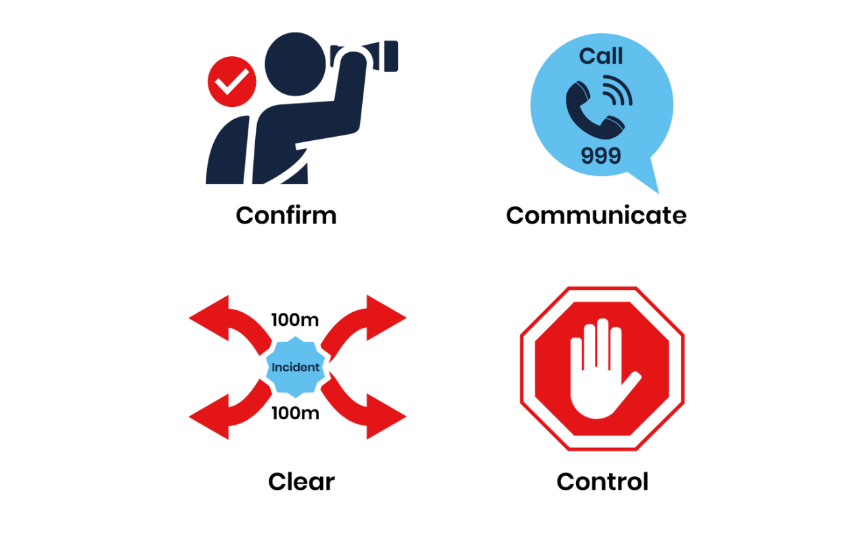 Call
999
Confirm
Communicate
100m
Incident
100m
Clear
Control